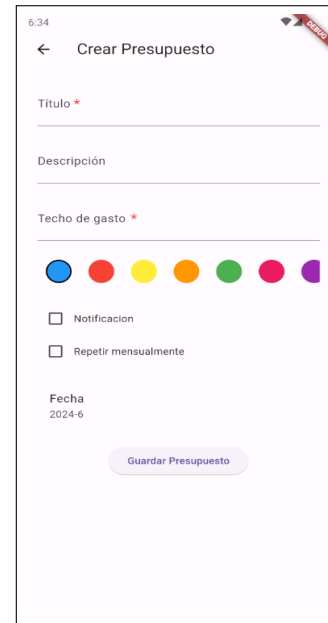 6:34
DEBUG
Crear Presupuesto
Título *
Descripción
Techo de gasto *
Notificacion
Repetir mensualmente
Fecha
2024-6
Guardar Presupuesto